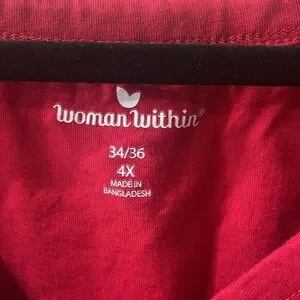 woman within®
34/36
4X
MADE IN
BANGLADESH